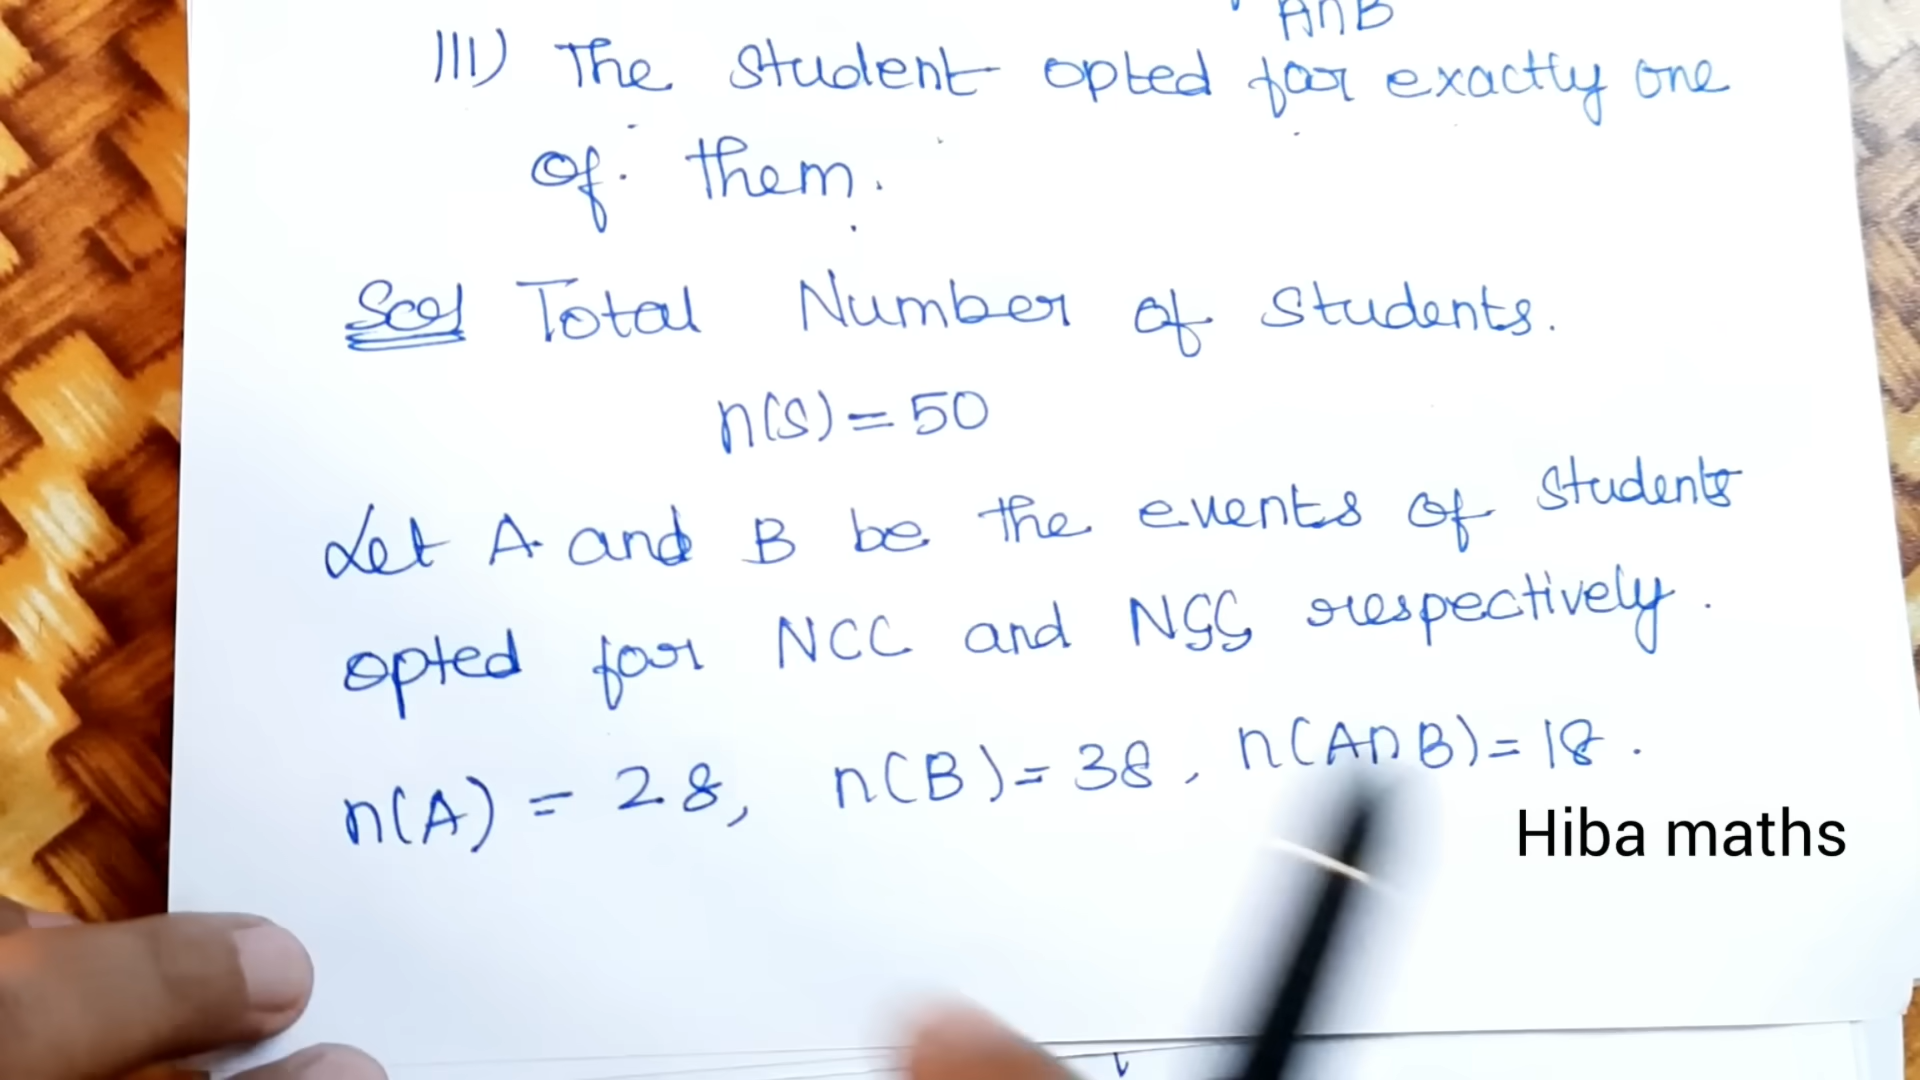 A∩B
III) The student opted for exactly one
of them.
Sol Total Number of Students.
n(S) = 50
Let A and B be the events of students
opted for NCC and NSS respectively.
n(A) = 28, n(B) = 38, n(A∩B) = 18.
Hiba maths